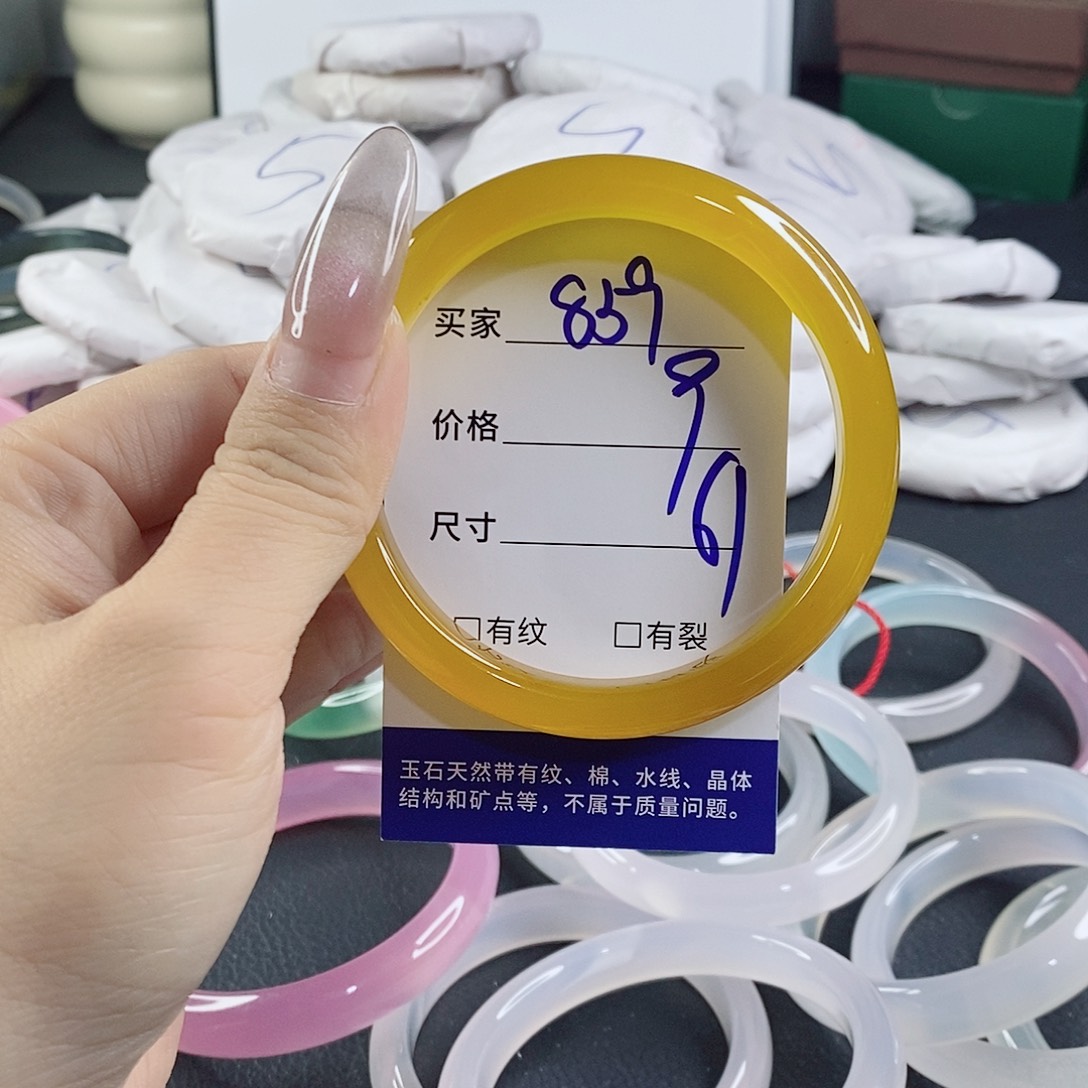 S
S
买家 859
价格 9
尺寸
□有纹 □有裂
玉石天然带有纹、棉、水线、晶体
结构和矿点等，不属于质量问题。